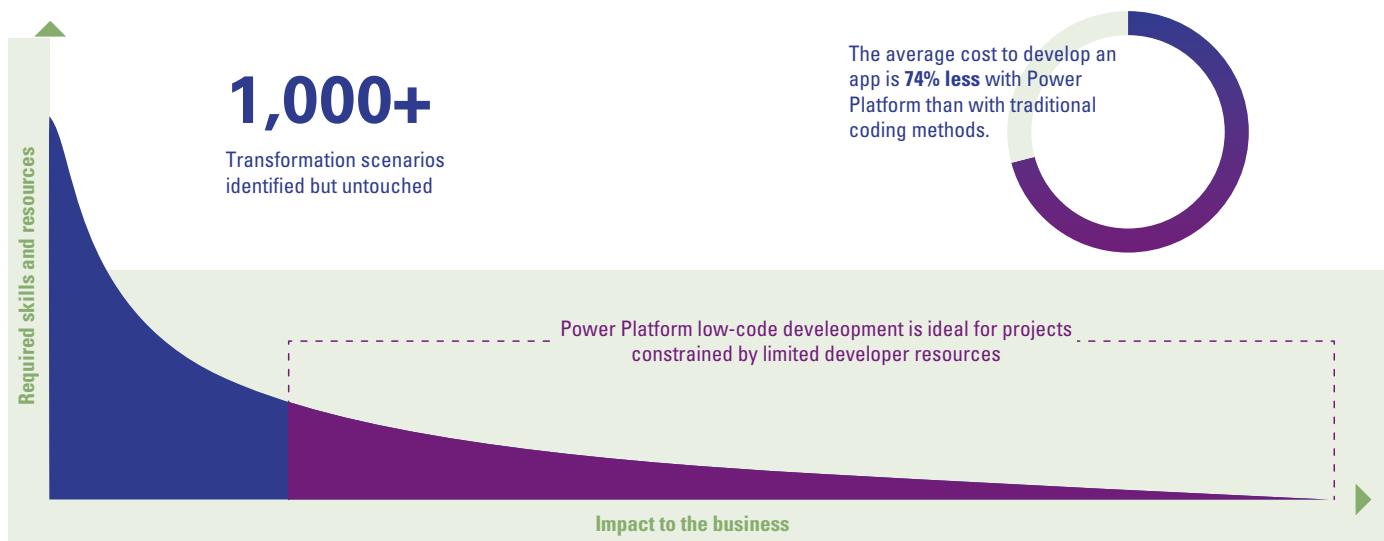 1,000+
Transformation scenarios
identified but untouched
The average cost to develop an
app is 74% less with Power
Platform than with traditional
coding methods.
Required skills and resources
Power Platform low-code develeopment is ideal for projects
constrained by limited developer resources
Impact to the business